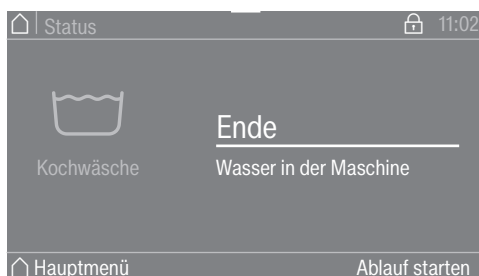 Status 11:02
Ende
Kochwäsche
Wasser in der Maschine
Hauptmenü Ablauf starten